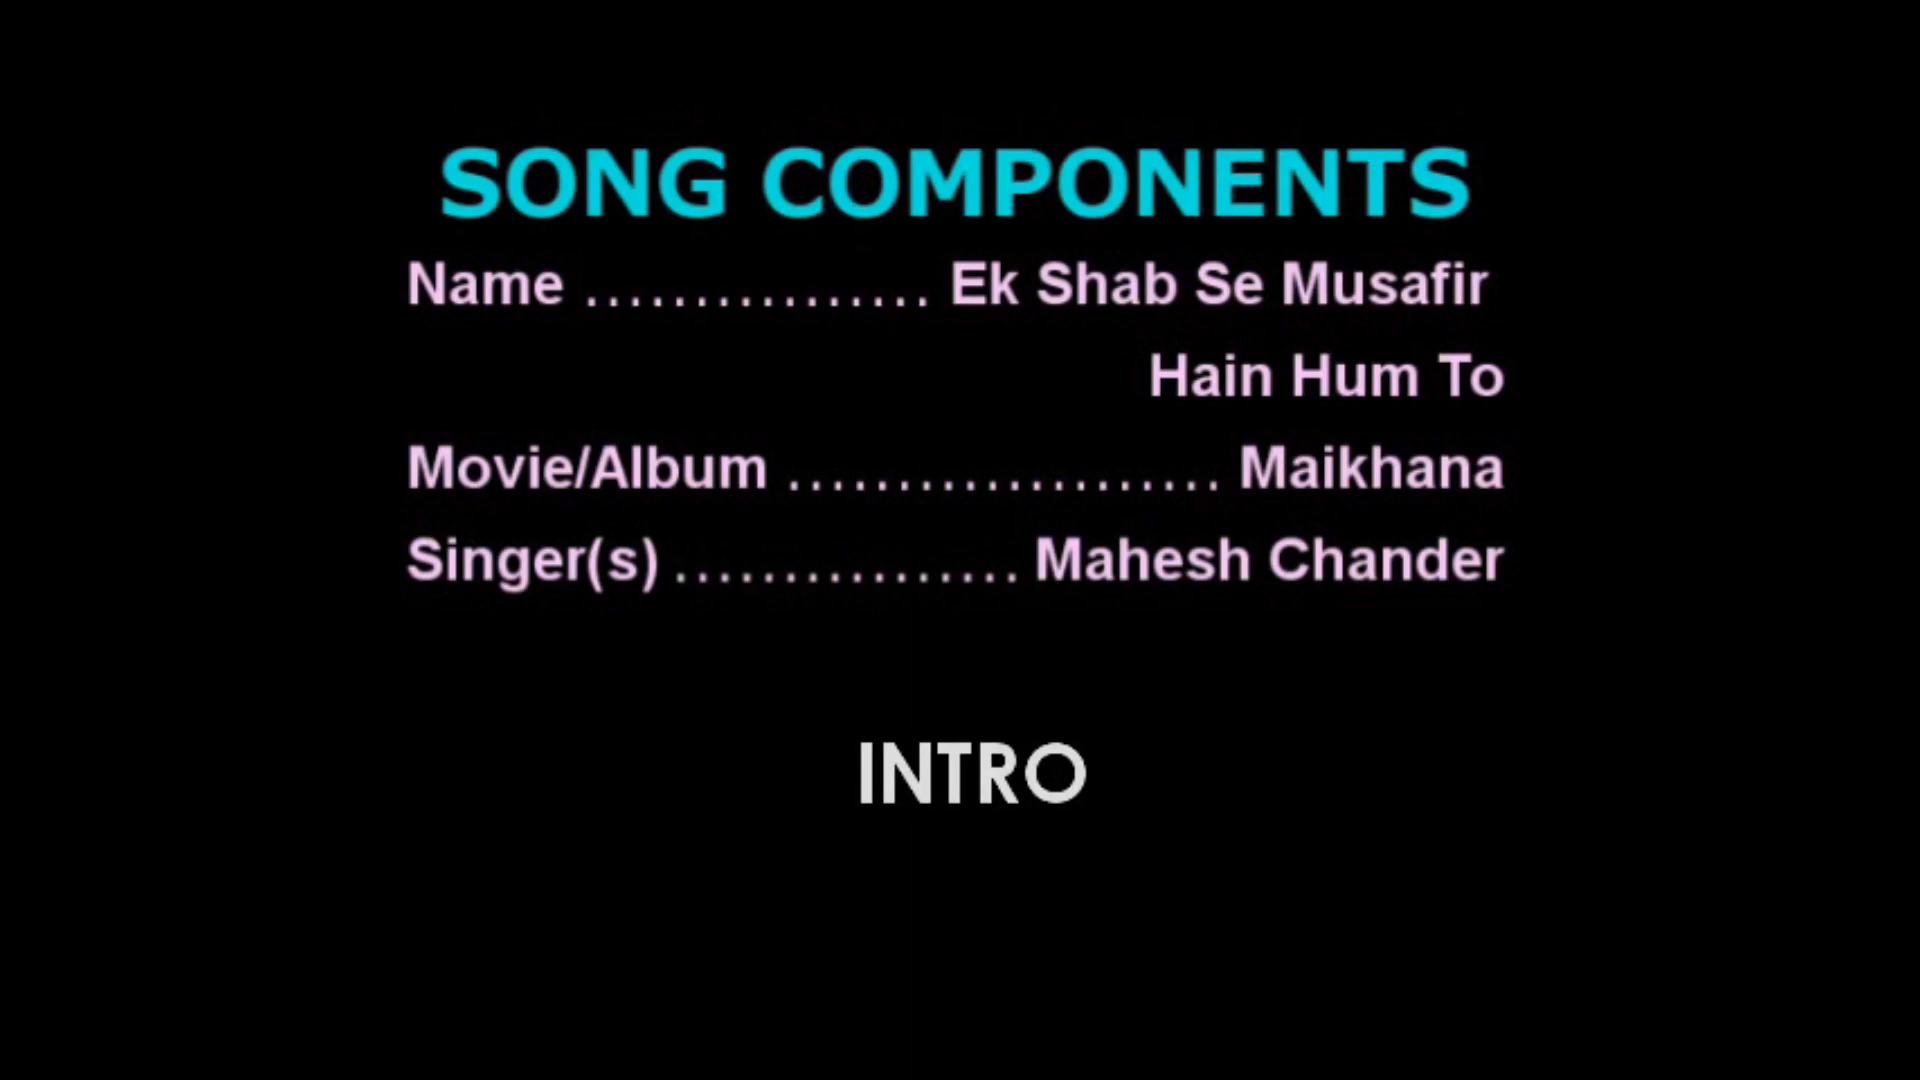 SONG COMPONENTS
Name ................ Ek Shab Se Musafir
Hain Hum To
Movie/Album .................... Maikhana
Singer(s) ................ Mahesh Chander
INTRO